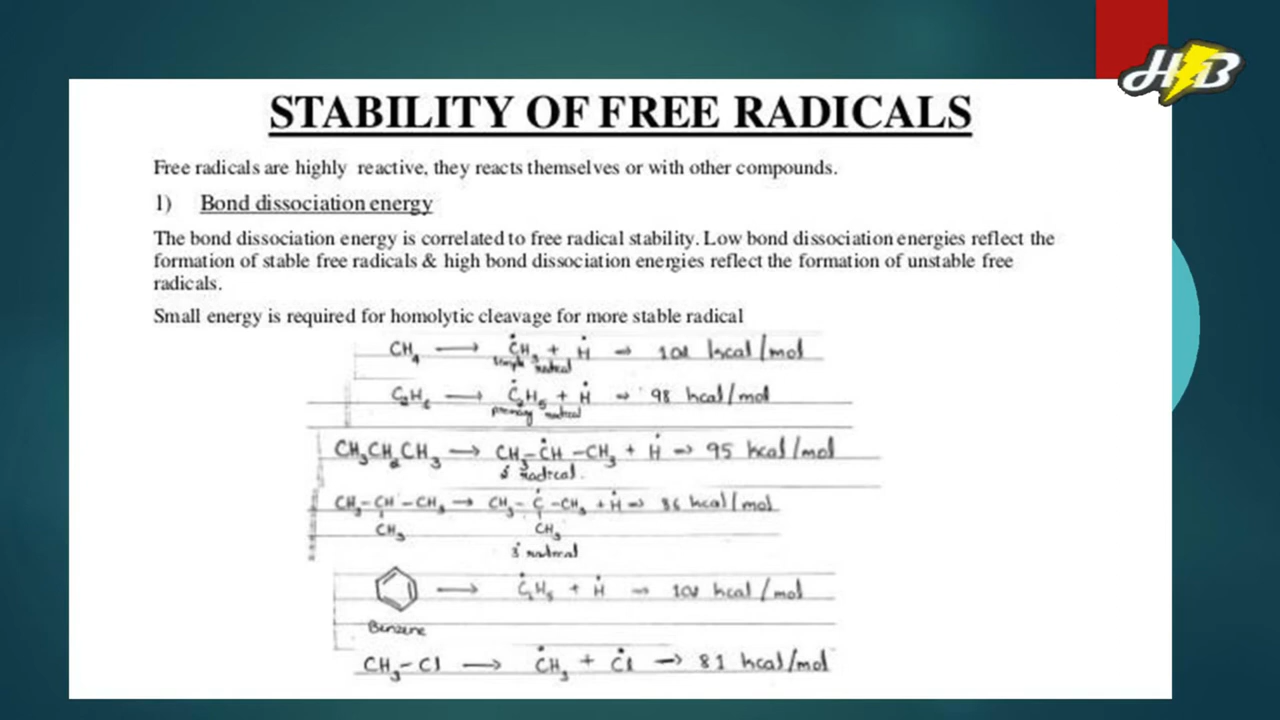 HB
STABILITY OF FREE RADICALS
Free radicals are highly reactive, they reacts themselves or with other compounds.
1) Bond dissociation energy
The bond dissociation energy is correlated to free radical stability. Low bond dissociation energies reflect the
formation of stable free radicals & high bond dissociation energies reflect the formation of unstable free
radicals.
Small energy is required for homolytic cleavage for more stable radical
CH₄ ⟶ ĊH₃ + Ḣ ⇒ kcal/mol
radical
C₂H₆ ⟶ Ċ₂H₅ + Ḣ ⇒ 98 kcal/mol
primary radical
CH₃CH₂CH₃ ⟶ CH₃-ĊH-CH₃ + Ḣ ⇒ 95 kcal/mol
radical.
CH₃-CH-CH₃ ⟶ CH₃-Ċ-CH₃ + Ḣ ⇒ kcal/mol
CH₃ CH₃
3° radical
⟶ Ċ₆H₅ + Ḣ ⇒ kcal/mol
Benzene
CH₃-Cl ⟶ ĊH₃ + Ċl → 81 kcal/mol